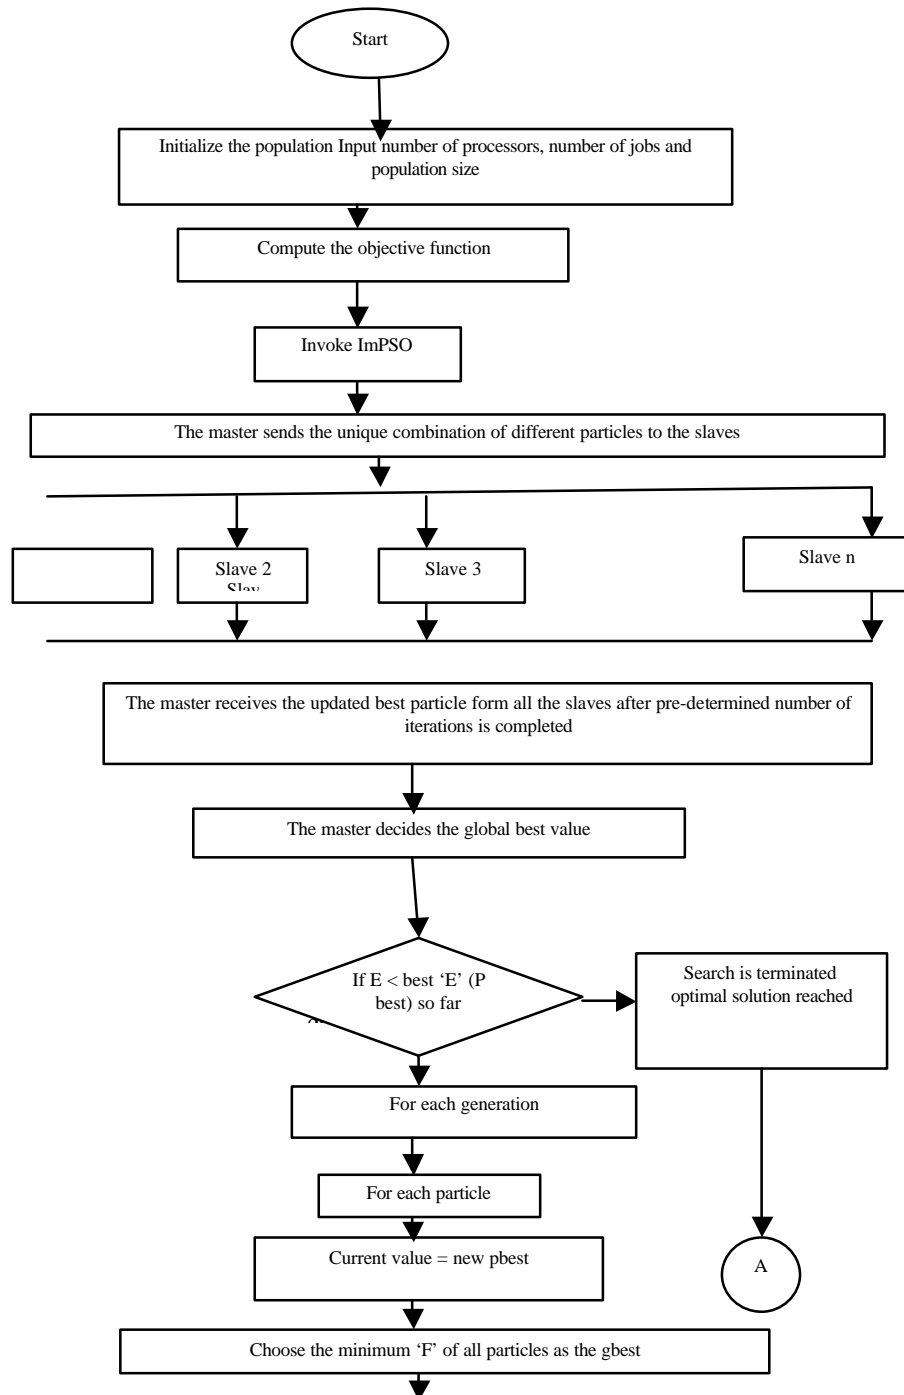 Start
Initialize the population Input number of processors, number of jobs and
population size
Compute the objective function
Invoke ImPSO
The master sends the unique combination of different particles to the slaves
Slave 2
Slav
Slave 3
Slave n
The master receives the updated best particle form all the slaves after pre-determined number of
iterations is completed
The master decides the global best value
If E < best ‘E’ (P
best) so far
Search is terminated
optimal solution reached
For each generation
For each particle
Current value = new pbest
A
Choose the minimum ‘F’ of all particles as the gbest